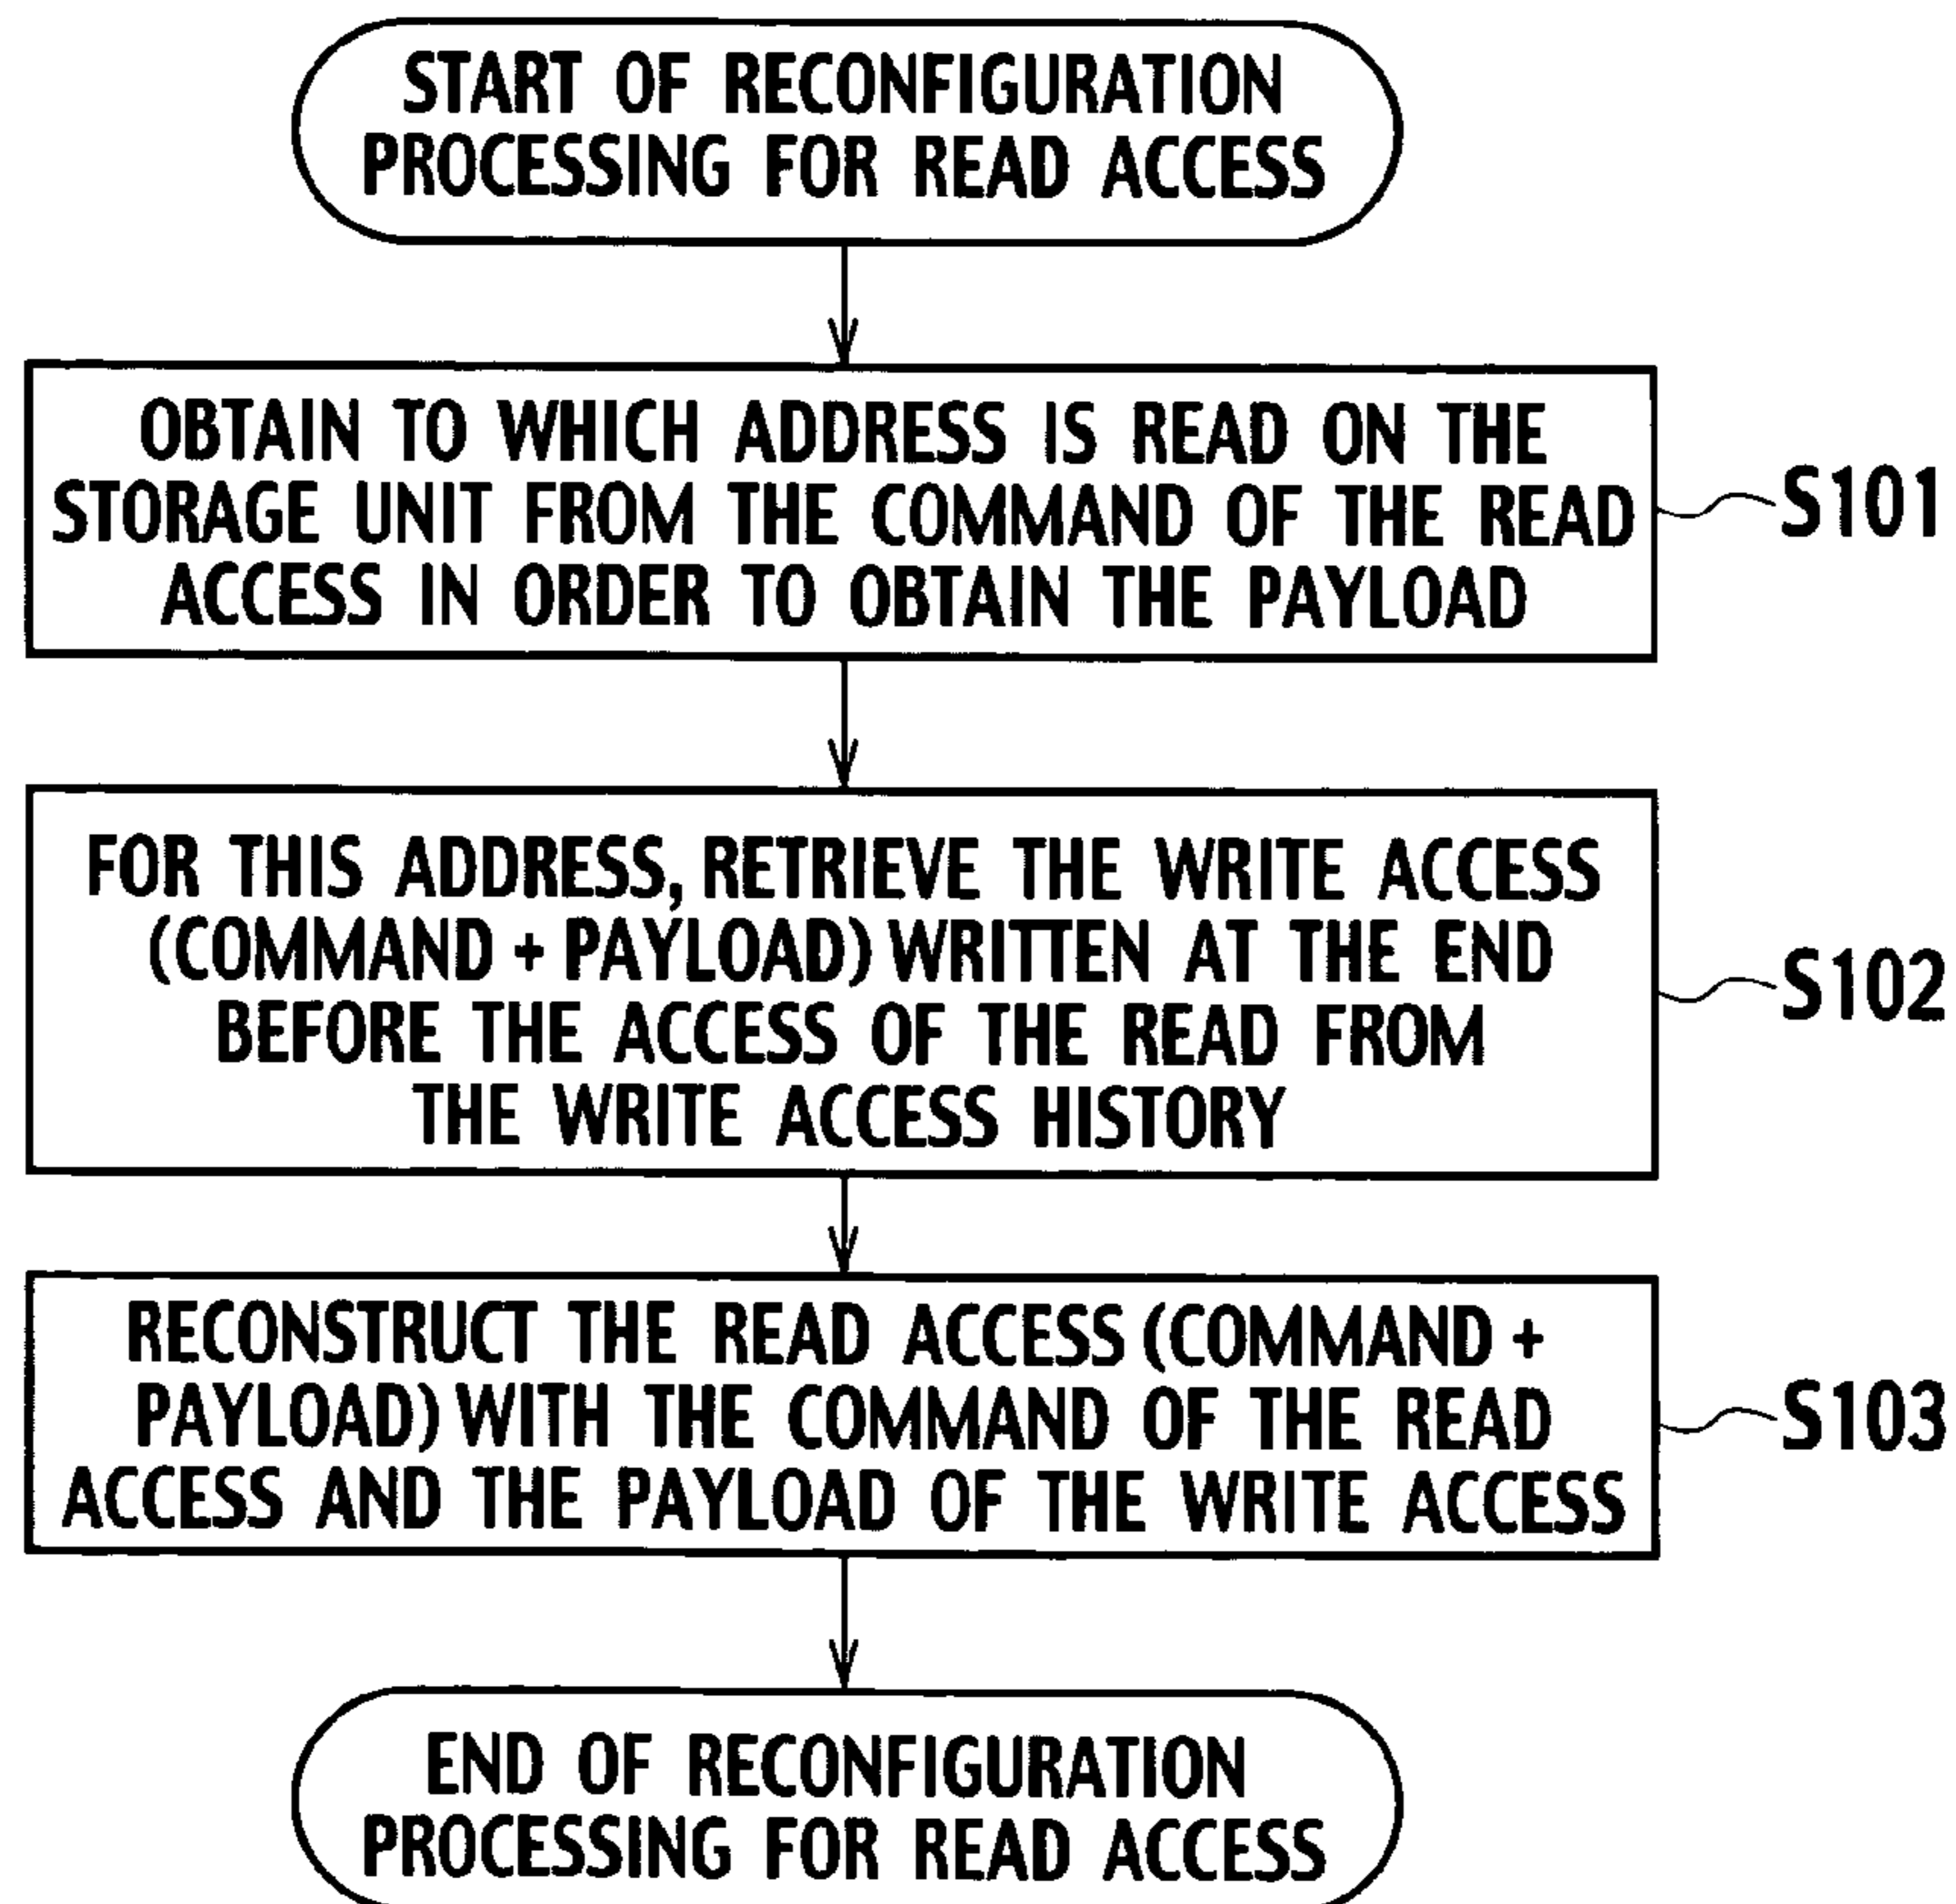 START OF RECONFIGURATION
PROCESSING FOR READ ACCESS
OBTAIN TO WHICH ADDRESS IS READ ON THE
STORAGE UNIT FROM THE COMMAND OF THE READ
ACCESS IN ORDER TO OBTAIN THE PAYLOAD
S101
FOR THIS ADDRESS, RETRIEVE THE WRITE ACCESS
(COMMAND + PAYLOAD) WRITTEN AT THE END
BEFORE THE ACCESS OF THE READ FROM
THE WRITE ACCESS HISTORY
S102
RECONSTRUCT THE READ ACCESS (COMMAND +
PAYLOAD) WITH THE COMMAND OF THE READ
ACCESS AND THE PAYLOAD OF THE WRITE ACCESS
S103
END OF RECONFIGURATION
PROCESSING FOR READ ACCESS